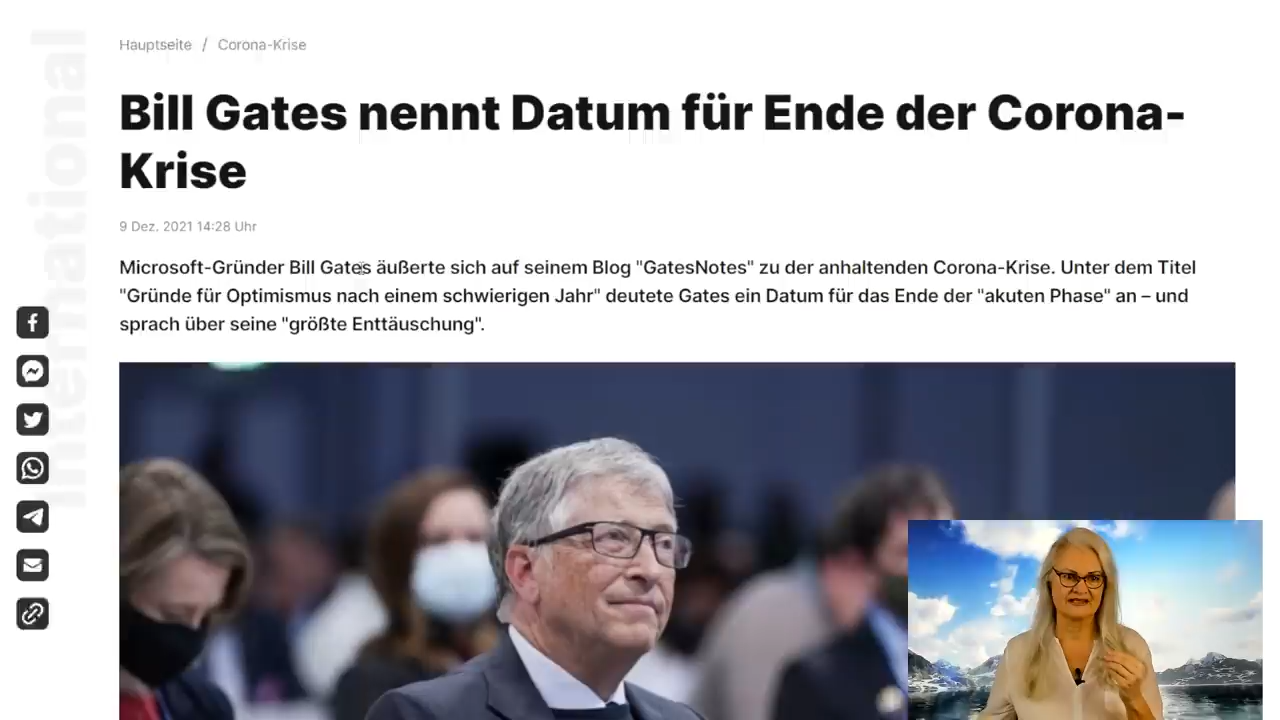 International
Hauptseite / Corona-Krise
Bill Gates nennt Datum für Ende der Corona-
Krise
9 Dez. 2021 14:28 Uhr
Microsoft-Gründer Bill Gates äußerte sich auf seinem Blog "GatesNotes" zu der anhaltenden Corona-Krise. Unter dem Titel
"Gründe für Optimismus nach einem schwierigen Jahr" deutete Gates ein Datum für das Ende der "akuten Phase" an – und
sprach über seine "größte Enttäuschung".